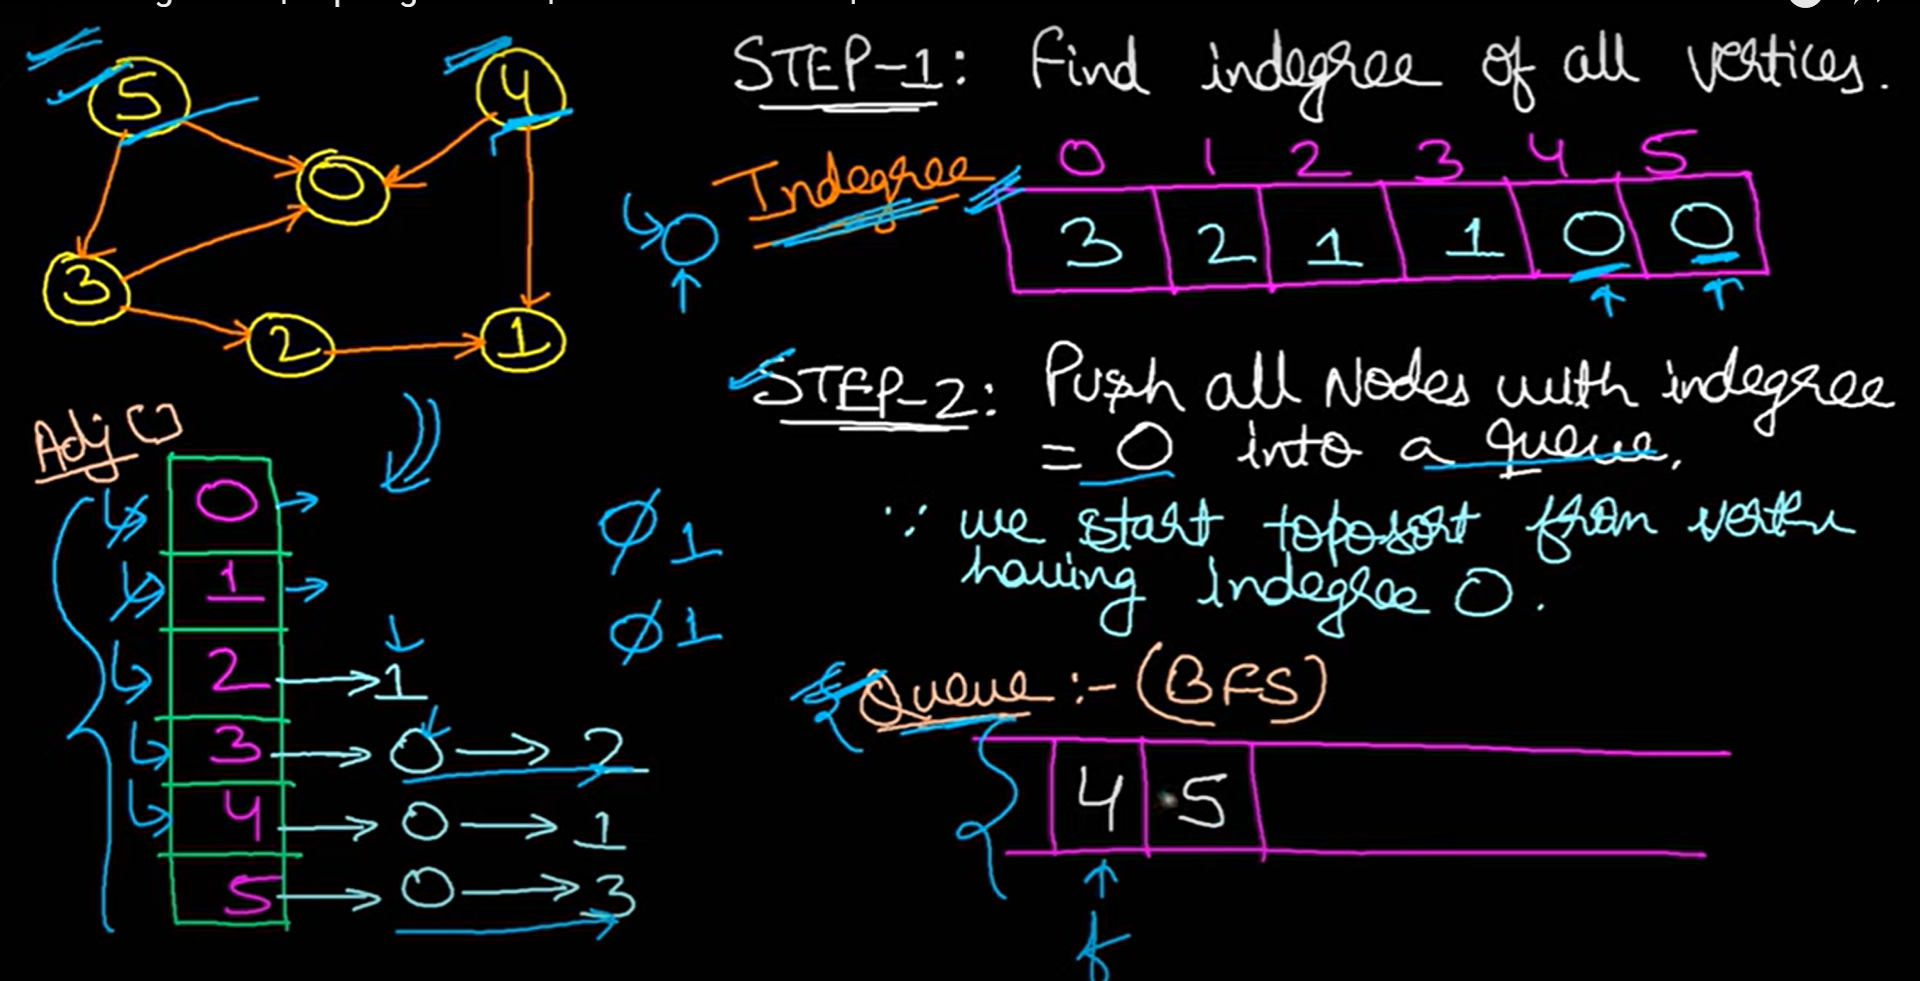 STEP-1: Find indegree of all vertices.
5 4
0
3
2 1
Indegree
0 1 2 3 4 5
3 2 1 1 0 0
0
STEP-2: Push all Nodes with indegree
= 0 into a queue.
∵ we start toposort from
having indegree 0.
Adj []
0
1
2 → 1
3 → 0 → 2
4 → 0 → 1
5 → 0 → 3
0 1
0 1
Queue :- (BFS)
4 5
f